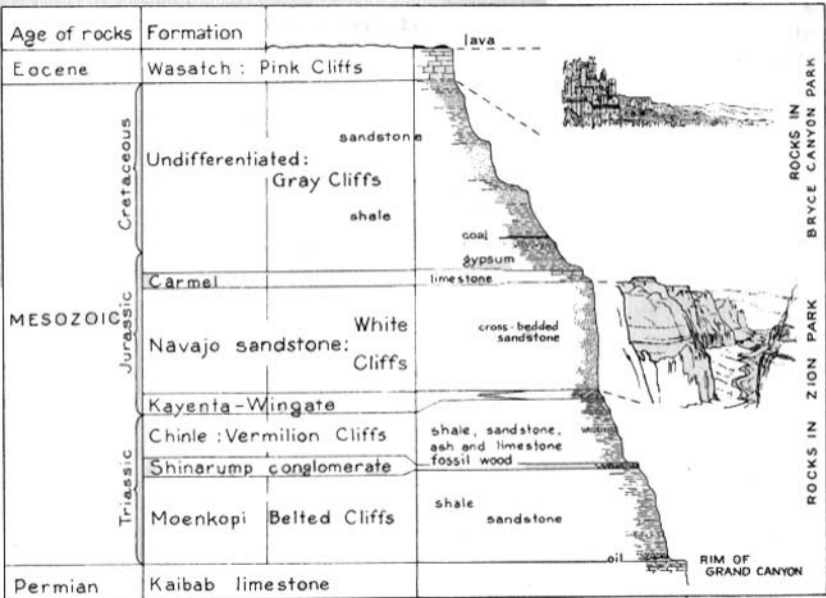 Age of rocks Formation
lava
Eocene Wasatch : Pink Cliffs
sandstone
Undifferentiated:
Gray Cliffs
shale
coal
gypsum
Carmel limestone
White
Navajo sandstone:
Cliffs
cross-bedded
sandstone
Kayenta-Wingate
Chinle : Vermilion Cliffs
shale, sandstone,
ash and limestone
fossil wood
Shinarump conglomerate
Moenkopi Belted Cliffs
shale
sandstone
oil
RIM OF
GRAND CANYON
Permian Kaibab limestone
MESOZOIC
Cretaceous
Jurassic
Triassic
ROCKS IN
BRYCE CANYON PARK
ROCKS IN ZION PARK